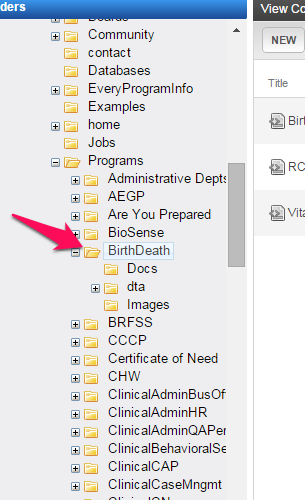 ders
View Co
Boards
Community
contact
Databases
EveryProgramInfo
Examples
home
Jobs
Programs
Administrative Depts
AEGP
Are You Prepared
BioSense
BirthDeath
Docs
dta
Images
BRFSS
CCCP
Certificate of Need
CHW
ClinicalAdminBusOf
ClinicalAdminHR
ClinicalAdminQAPer
ClinicalBehavioralSe
ClinicalCAP
ClinicalCaseMngmt
NEW
Title
Birt
RC
Vita